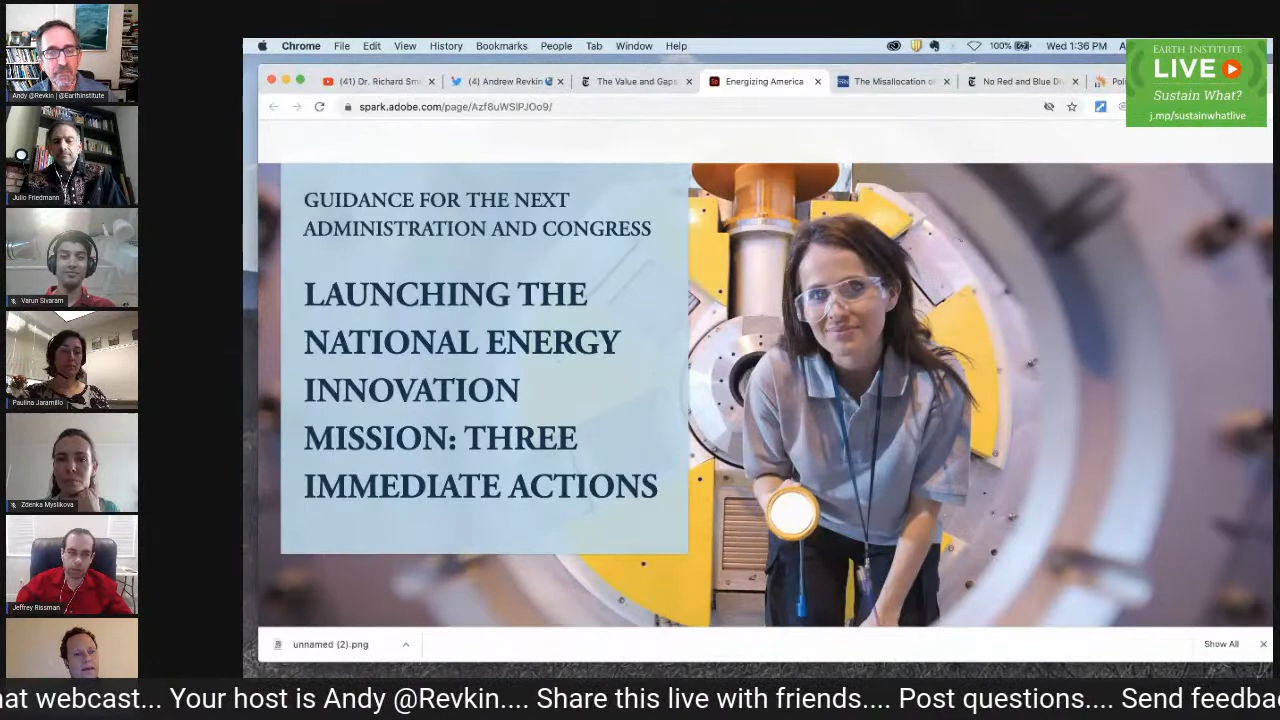 Andy @Revkin | @EarthInstitute
Julio Friedmann
Varun Sivaram
Paulina Jaramillo
Zdenka Myslikova
Jeffrey Rissman
Chrome File Edit View History Bookmarks People Tab Window Help
100% Wed 1:36 PM
(41) Dr. Richard Sm
(4) Andrew Revkin
The Value and Gaps
Energizing America
The Misallocation of
No Red and Blue Div
spark.adobe.com/page/Azf8uWSlPJOo9/
EARTH INSTITUTE
LIVE
Sustain What?
j.mp/sustainwhatlive
GUIDANCE FOR THE NEXT
ADMINISTRATION AND CONGRESS
LAUNCHING THE
NATIONAL ENERGY
INNOVATION
MISSION: THREE
IMMEDIATE ACTIONS
unnamed (2).png
Show All
at webcast... Your host is Andy @Revkin.... Share this live with friends.... Post questions.... Send feedba